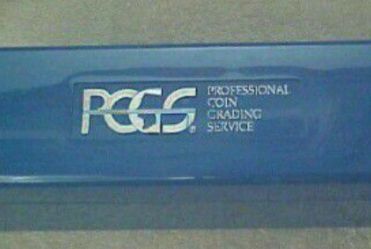 PCGS® PROFESSIONAL
COIN
GRADING
SERVICE